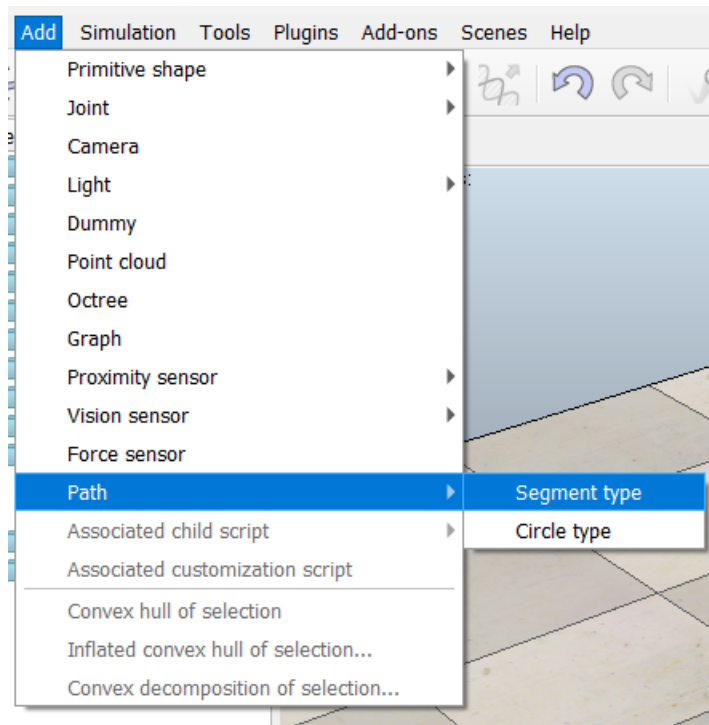 Add Simulation Tools Plugins Add-ons Scenes Help
Primitive shape
Joint
Camera
Light
Dummy
Point cloud
Octree
Graph
Proximity sensor
Vision sensor
Force sensor
Path
Segment type
Associated child script
Circle type
Associated customization script
Convex hull of selection
Inflated convex hull of selection...
Convex decomposition of selection...